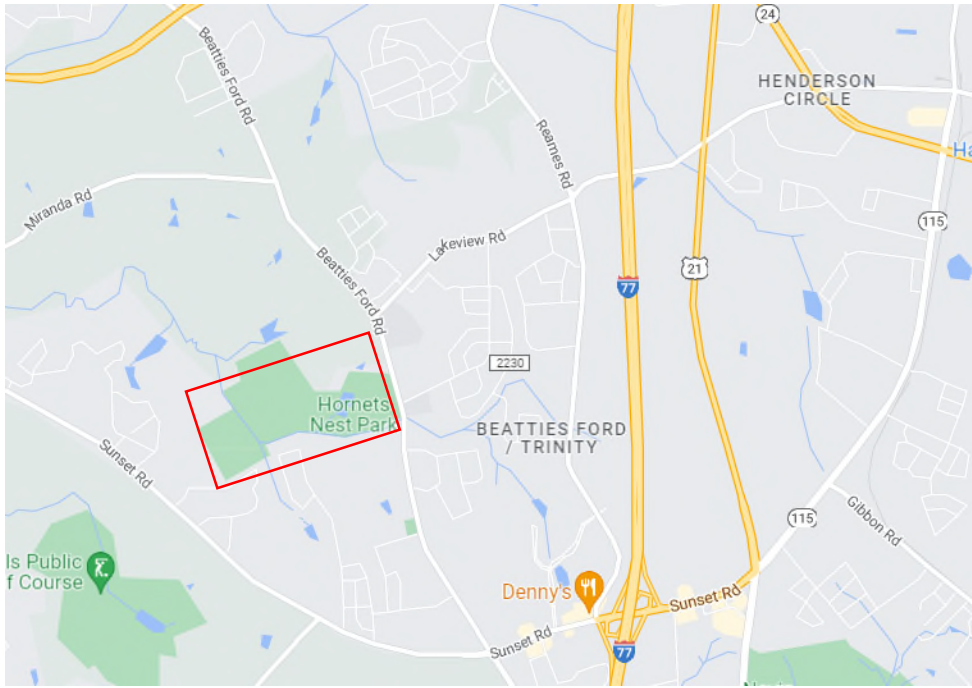 24
HENDERSON
CIRCLE
Beatties Ford Rd
Reames Rd
Ha
Miranda Rd
115
Lakeview Rd
Beatties Ford Rd
21
77
2230
Hornets
Nest Park
BEATTIES FORD
/ TRINITY
Sunset Rd
115
Gibbon Rd
ls Public
f Course
Denny's
Sunset Rd
Sunset Rd
77